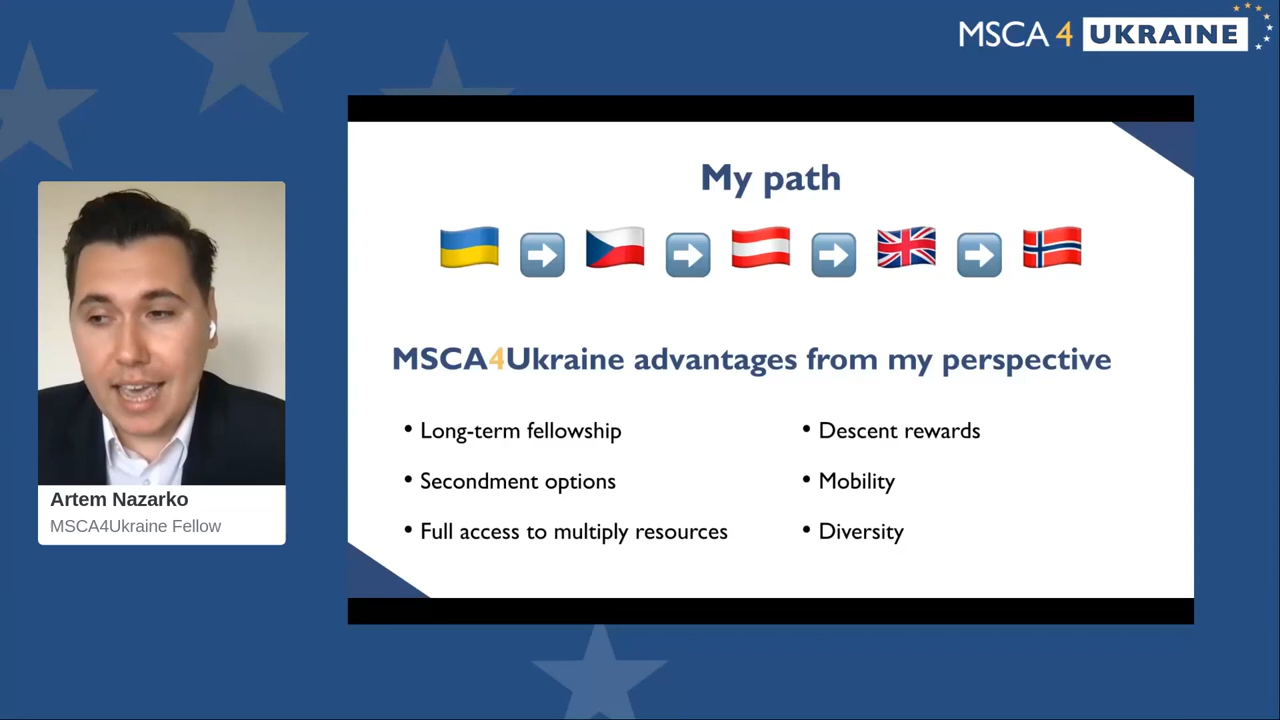 MSCA 4 UKRAINE
My path
MSCA4Ukraine advantages from my perspective
• Long-term fellowship
• Secondment options
• Full access to multiply resources
• Descent rewards
• Mobility
• Diversity
Artem Nazarko
MSCA4Ukraine Fellow